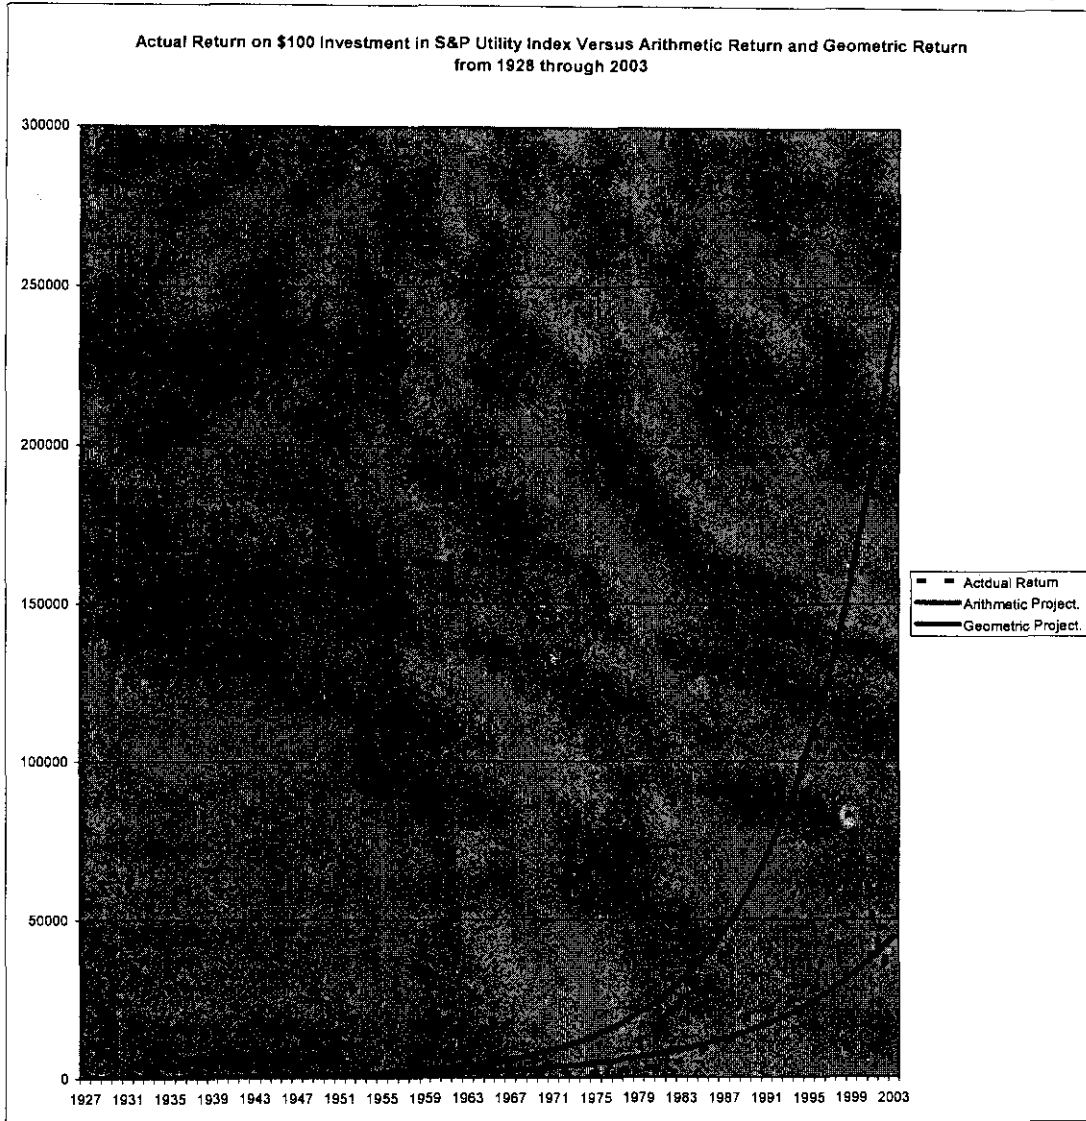 Actual Return on $100 Investment in S&P Utility Index Versus Arithmetic Return and Geometric Return
from 1928 through 2003
300000
250000
200000
150000
100000
50000
0
Actdual Return
Arithmatic Project.
Geometric Project.
1927 1931 1935 1939 1943 1947 1951 1955 1959 1963 1967 1971 1975 1979 1983 1987 1991 1995 1999 2003